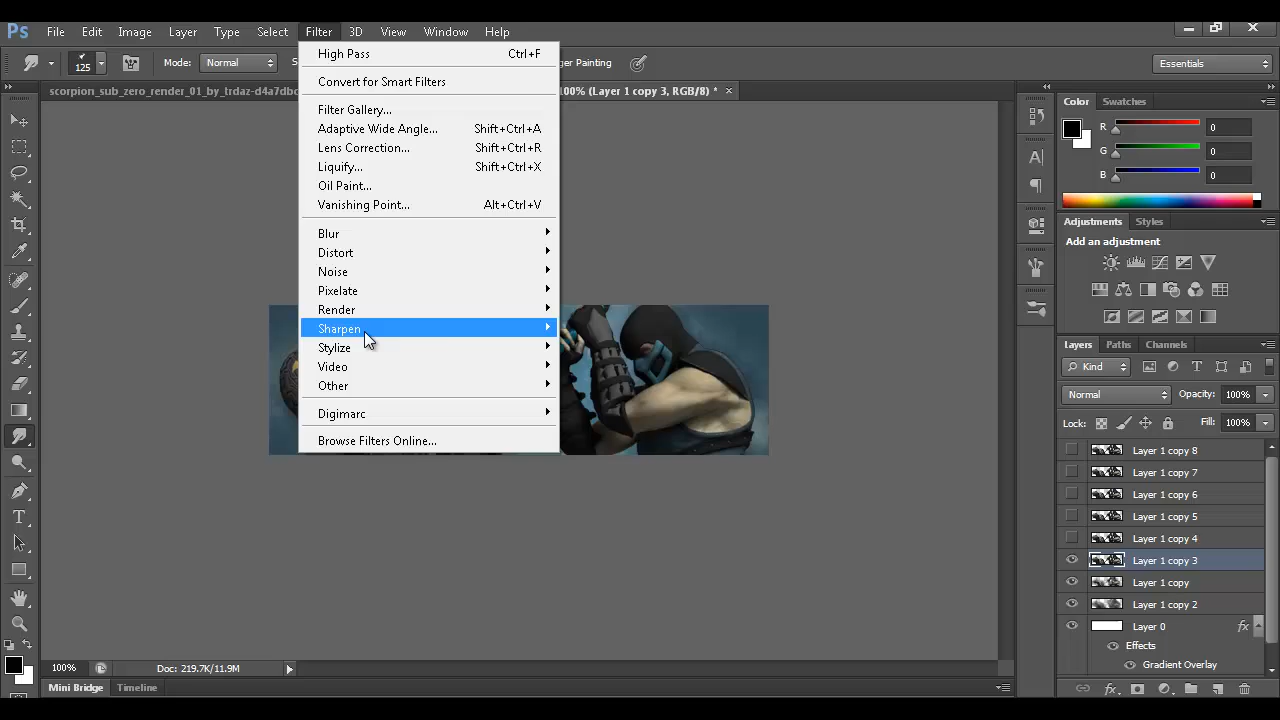 Ps File Edit Image Layer Type Select Filter 3D View Window Help
125 Mode: Normal Painting Essentials
scorpion_sub_zero_render_01_by_trdaz-d4a7dbc 100% (Layer 1 copy 3, RGB/8) *
High Pass Ctrl+F
Convert for Smart Filters
Filter Gallery...
Adaptive Wide Angle... Shift+Ctrl+A
Lens Correction... Shift+Ctrl+R
Liquify... Shift+Ctrl+X
Oil Paint...
Vanishing Point... Alt+Ctrl+V
Blur
Distort
Noise
Pixelate
Render
Sharpen
Stylize
Video
Other
Digimarc
Browse Filters Online...
Color Swatches
R 0
G 0
B 0
Adjustments Styles
Add an adjustment
Layers Paths Channels
Kind
Normal Opacity: 100%
Lock: Fill: 100%
Layer 1 copy 8
Layer 1 copy 7
Layer 1 copy 6
Layer 1 copy 5
Layer 1 copy 4
Layer 1 copy 3
Layer 1 copy
Layer 1 copy 2
Layer 0 fx
Effects
Gradient Overlay
100% Doc: 219.7K/11.9M
Mini Bridge Timeline